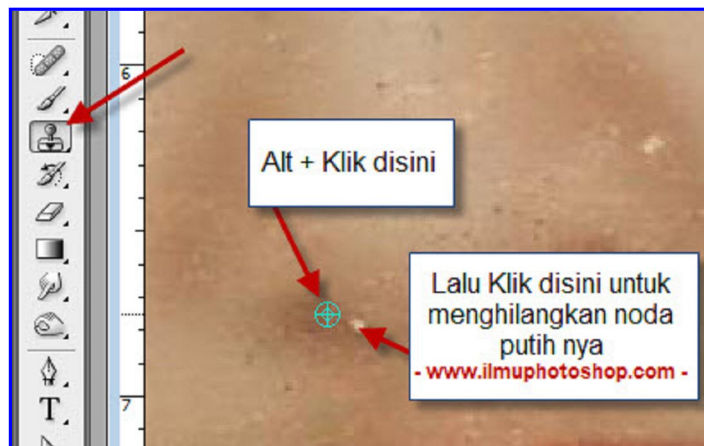 6
Alt + Klik disini
Lalu Klik disini untuk
menghilangkan noda
putih nya
- www.ilmuphotoshop.com -
T
7